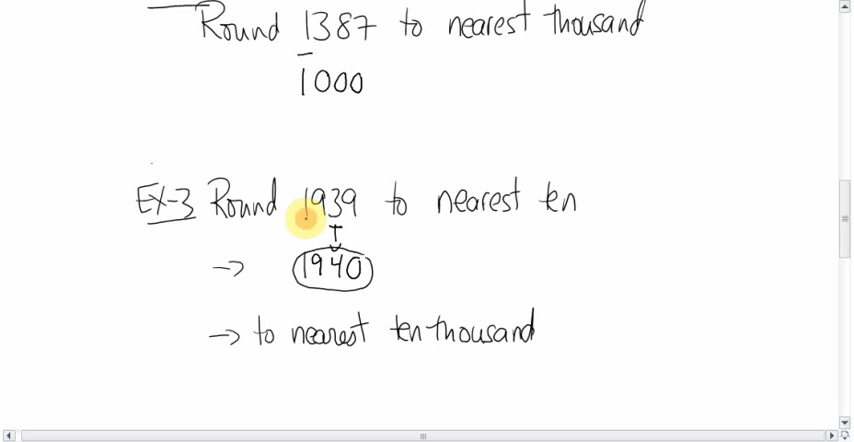 Round 1387 to nearest thousand
1000
Ex-3 Round 1939 to nearest ten
T
→ 1940
→ to nearest ten thousand